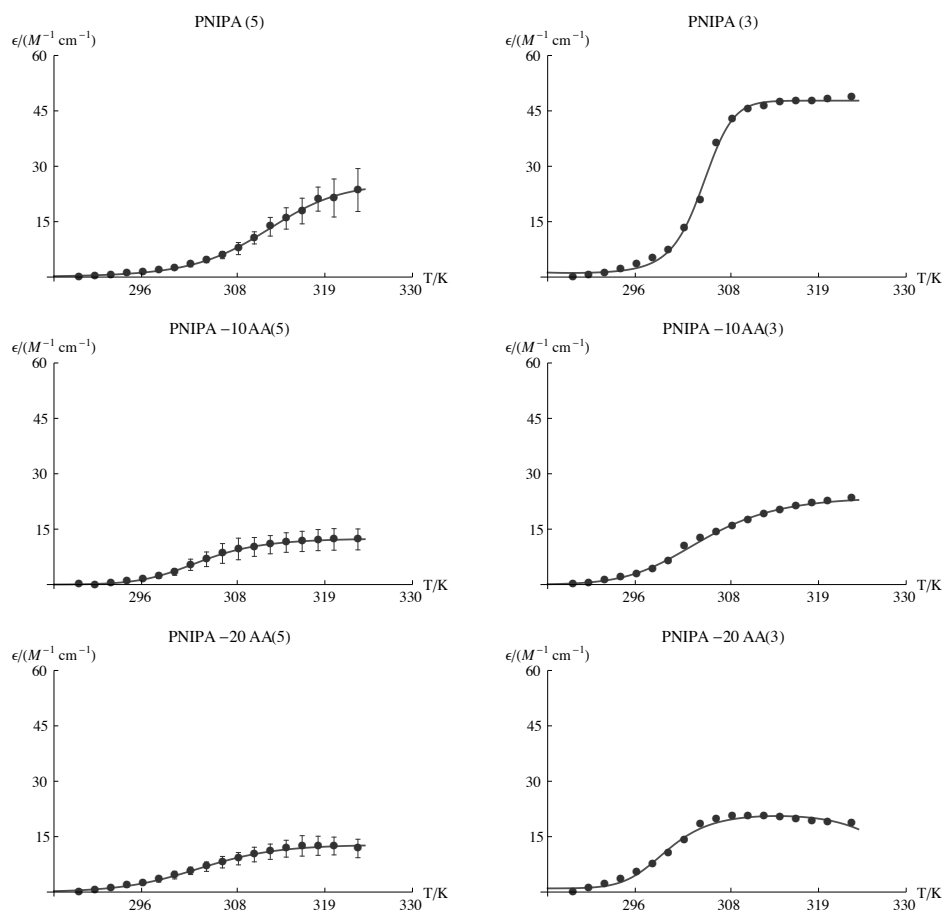 PNIPA (5)
ϵ/(M⁻¹ cm⁻¹)
60
45
30
15
296 308 319 330
T/K
PNIPA (3)
ϵ/(M⁻¹ cm⁻¹)
60
45
30
15
296 308 319 330
T/K
PNIPA −10AA(5)
ϵ/(M⁻¹ cm⁻¹)
60
45
30
15
296 308 319 330
T/K
PNIPA −10AA(3)
ϵ/(M⁻¹ cm⁻¹)
60
45
30
15
296 308 319 330
T/K
PNIPA −20 AA(5)
ϵ/(M⁻¹ cm⁻¹)
60
45
30
15
296 308 319 330
T/K
PNIPA −20 AA(3)
ϵ/(M⁻¹ cm⁻¹)
60
45
30
15
296 308 319 330
T/K